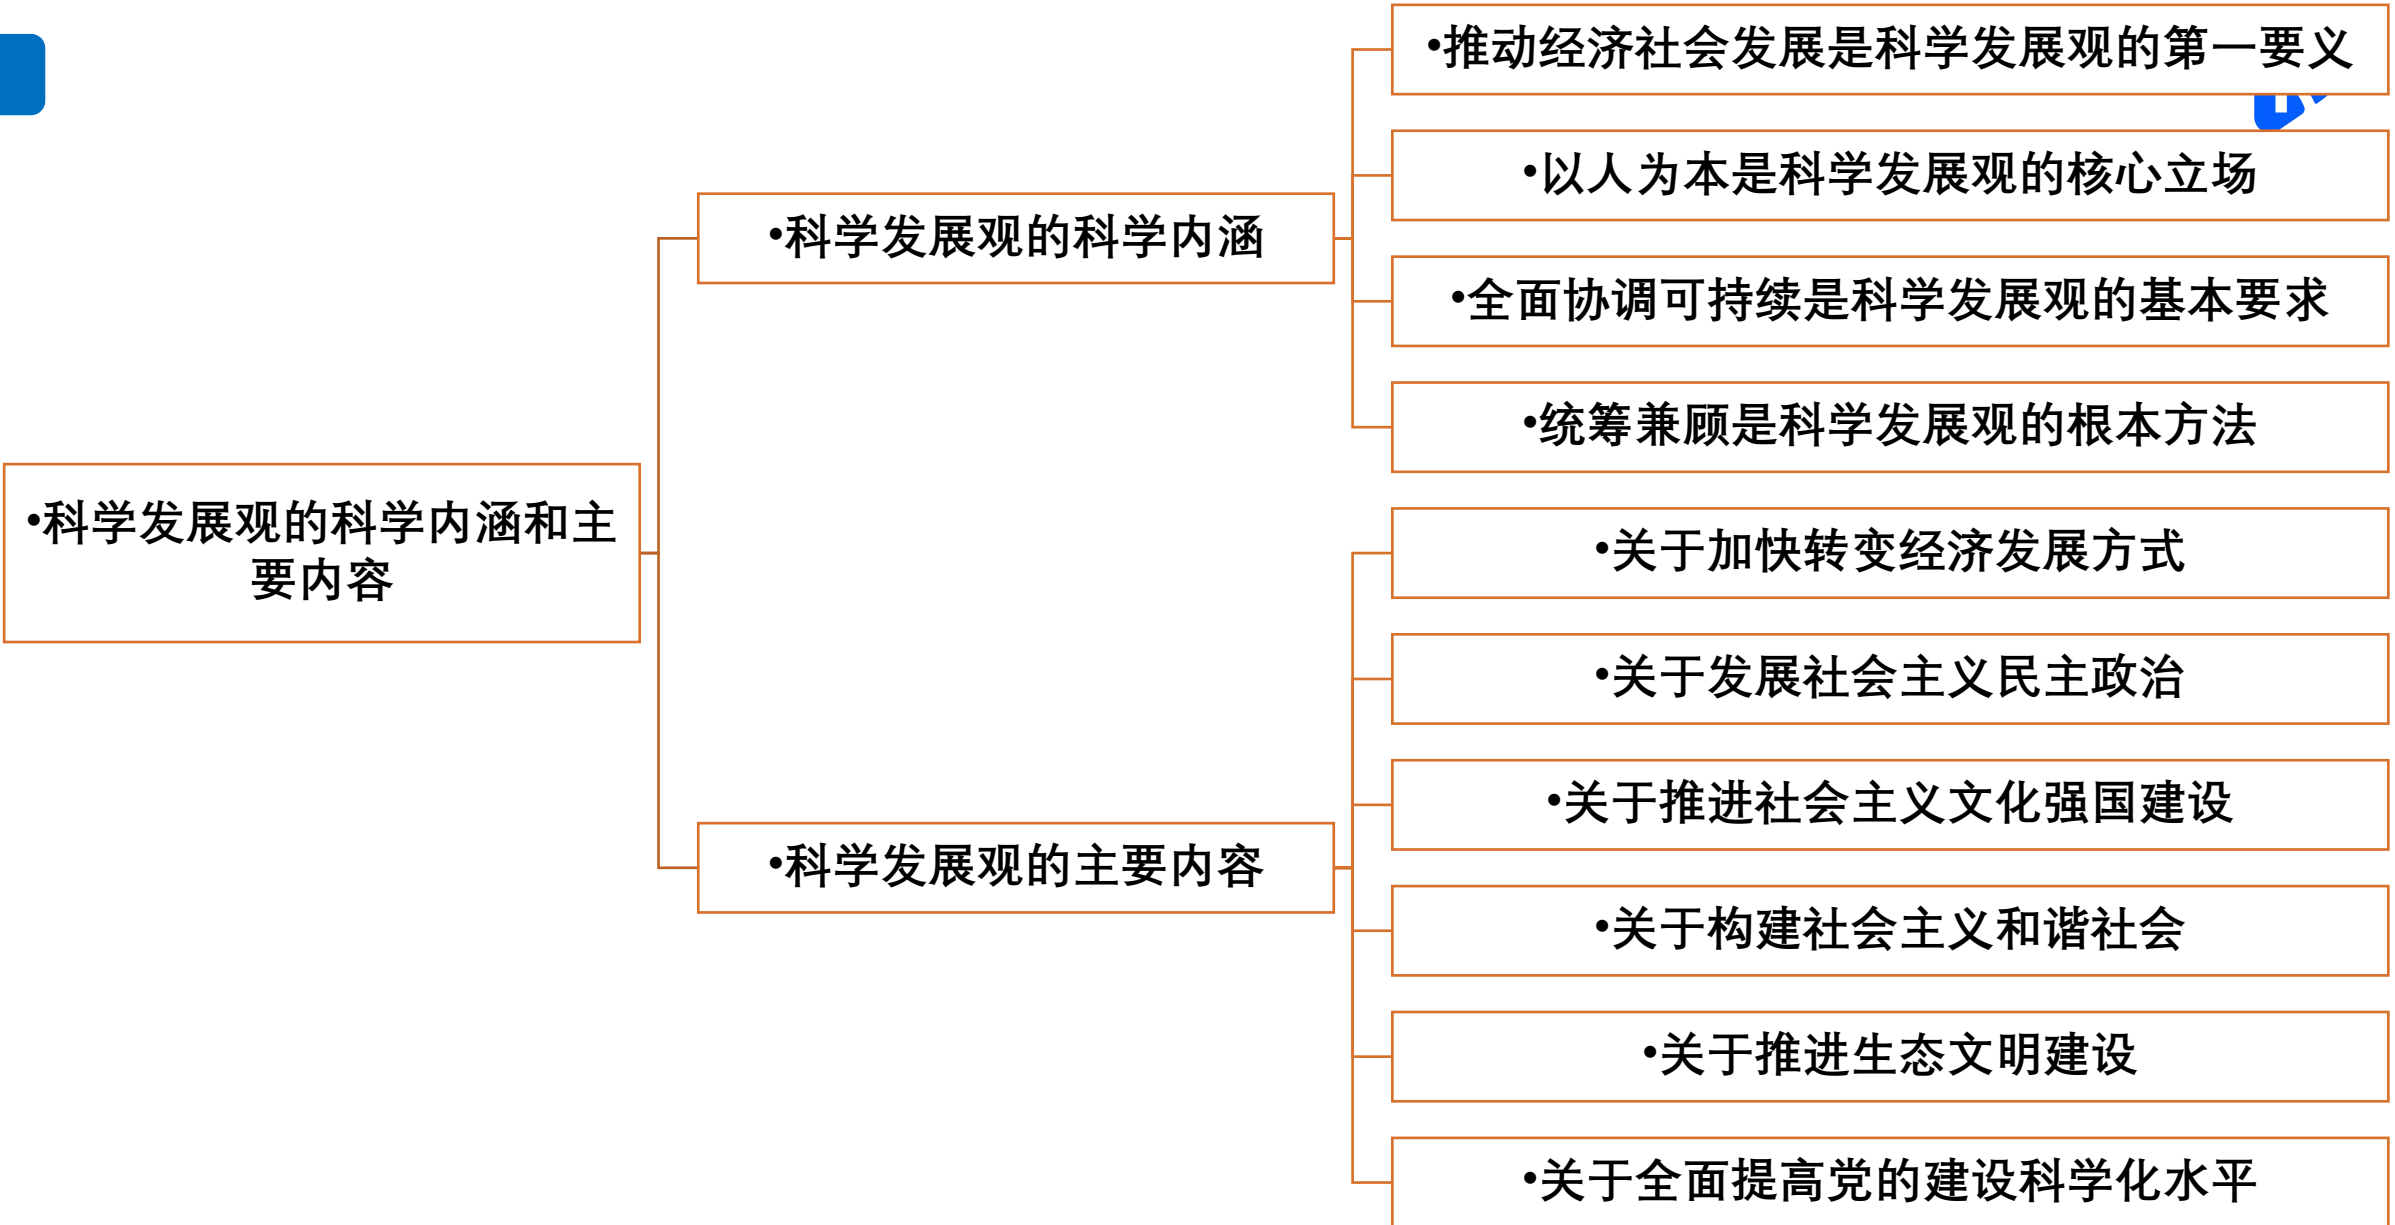 •科学发展观的科学内涵和主
要内容
•科学发展观的科学内涵
•推动经济社会发展是科学发展观的第一要义
•以人为本是科学发展观的核心立场
•全面协调可持续是科学发展观的基本要求
•统筹兼顾是科学发展观的根本方法
•科学发展观的主要内容
•关于加快转变经济发展方式
•关于发展社会主义民主政治
•关于推进社会主义文化强国建设
•关于构建社会主义和谐社会
•关于推进生态文明建设
•关于全面提高党的建设科学化水平